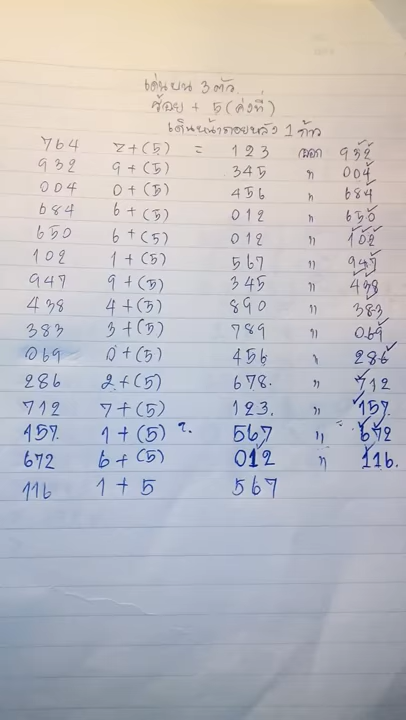 เด่นบน 3 ตัว
ร้อย + 5 (คงที่)
เดินหน้าถอยหลัง 1 ก้าว
764 7+(5) = 123 ออก 932
932 9+(5) 345 " 004
004 0+(5) 456 " 684
684 6+(5) 012 " 650
650 6+(5) 012 " 102
102 1+(5) 567 " 947
947 9+(5) 345 " 438
438 4+(5) 890 " 383
383 3+(5) 789 " 069
069 0+(5) 456 " 286
286 2+(5) 678. " 712
712 7+(5) 123. " 157
157. 1+(5) ?. 567 " = 672
672 6+(5) 012 " 116.
116 1+5 567